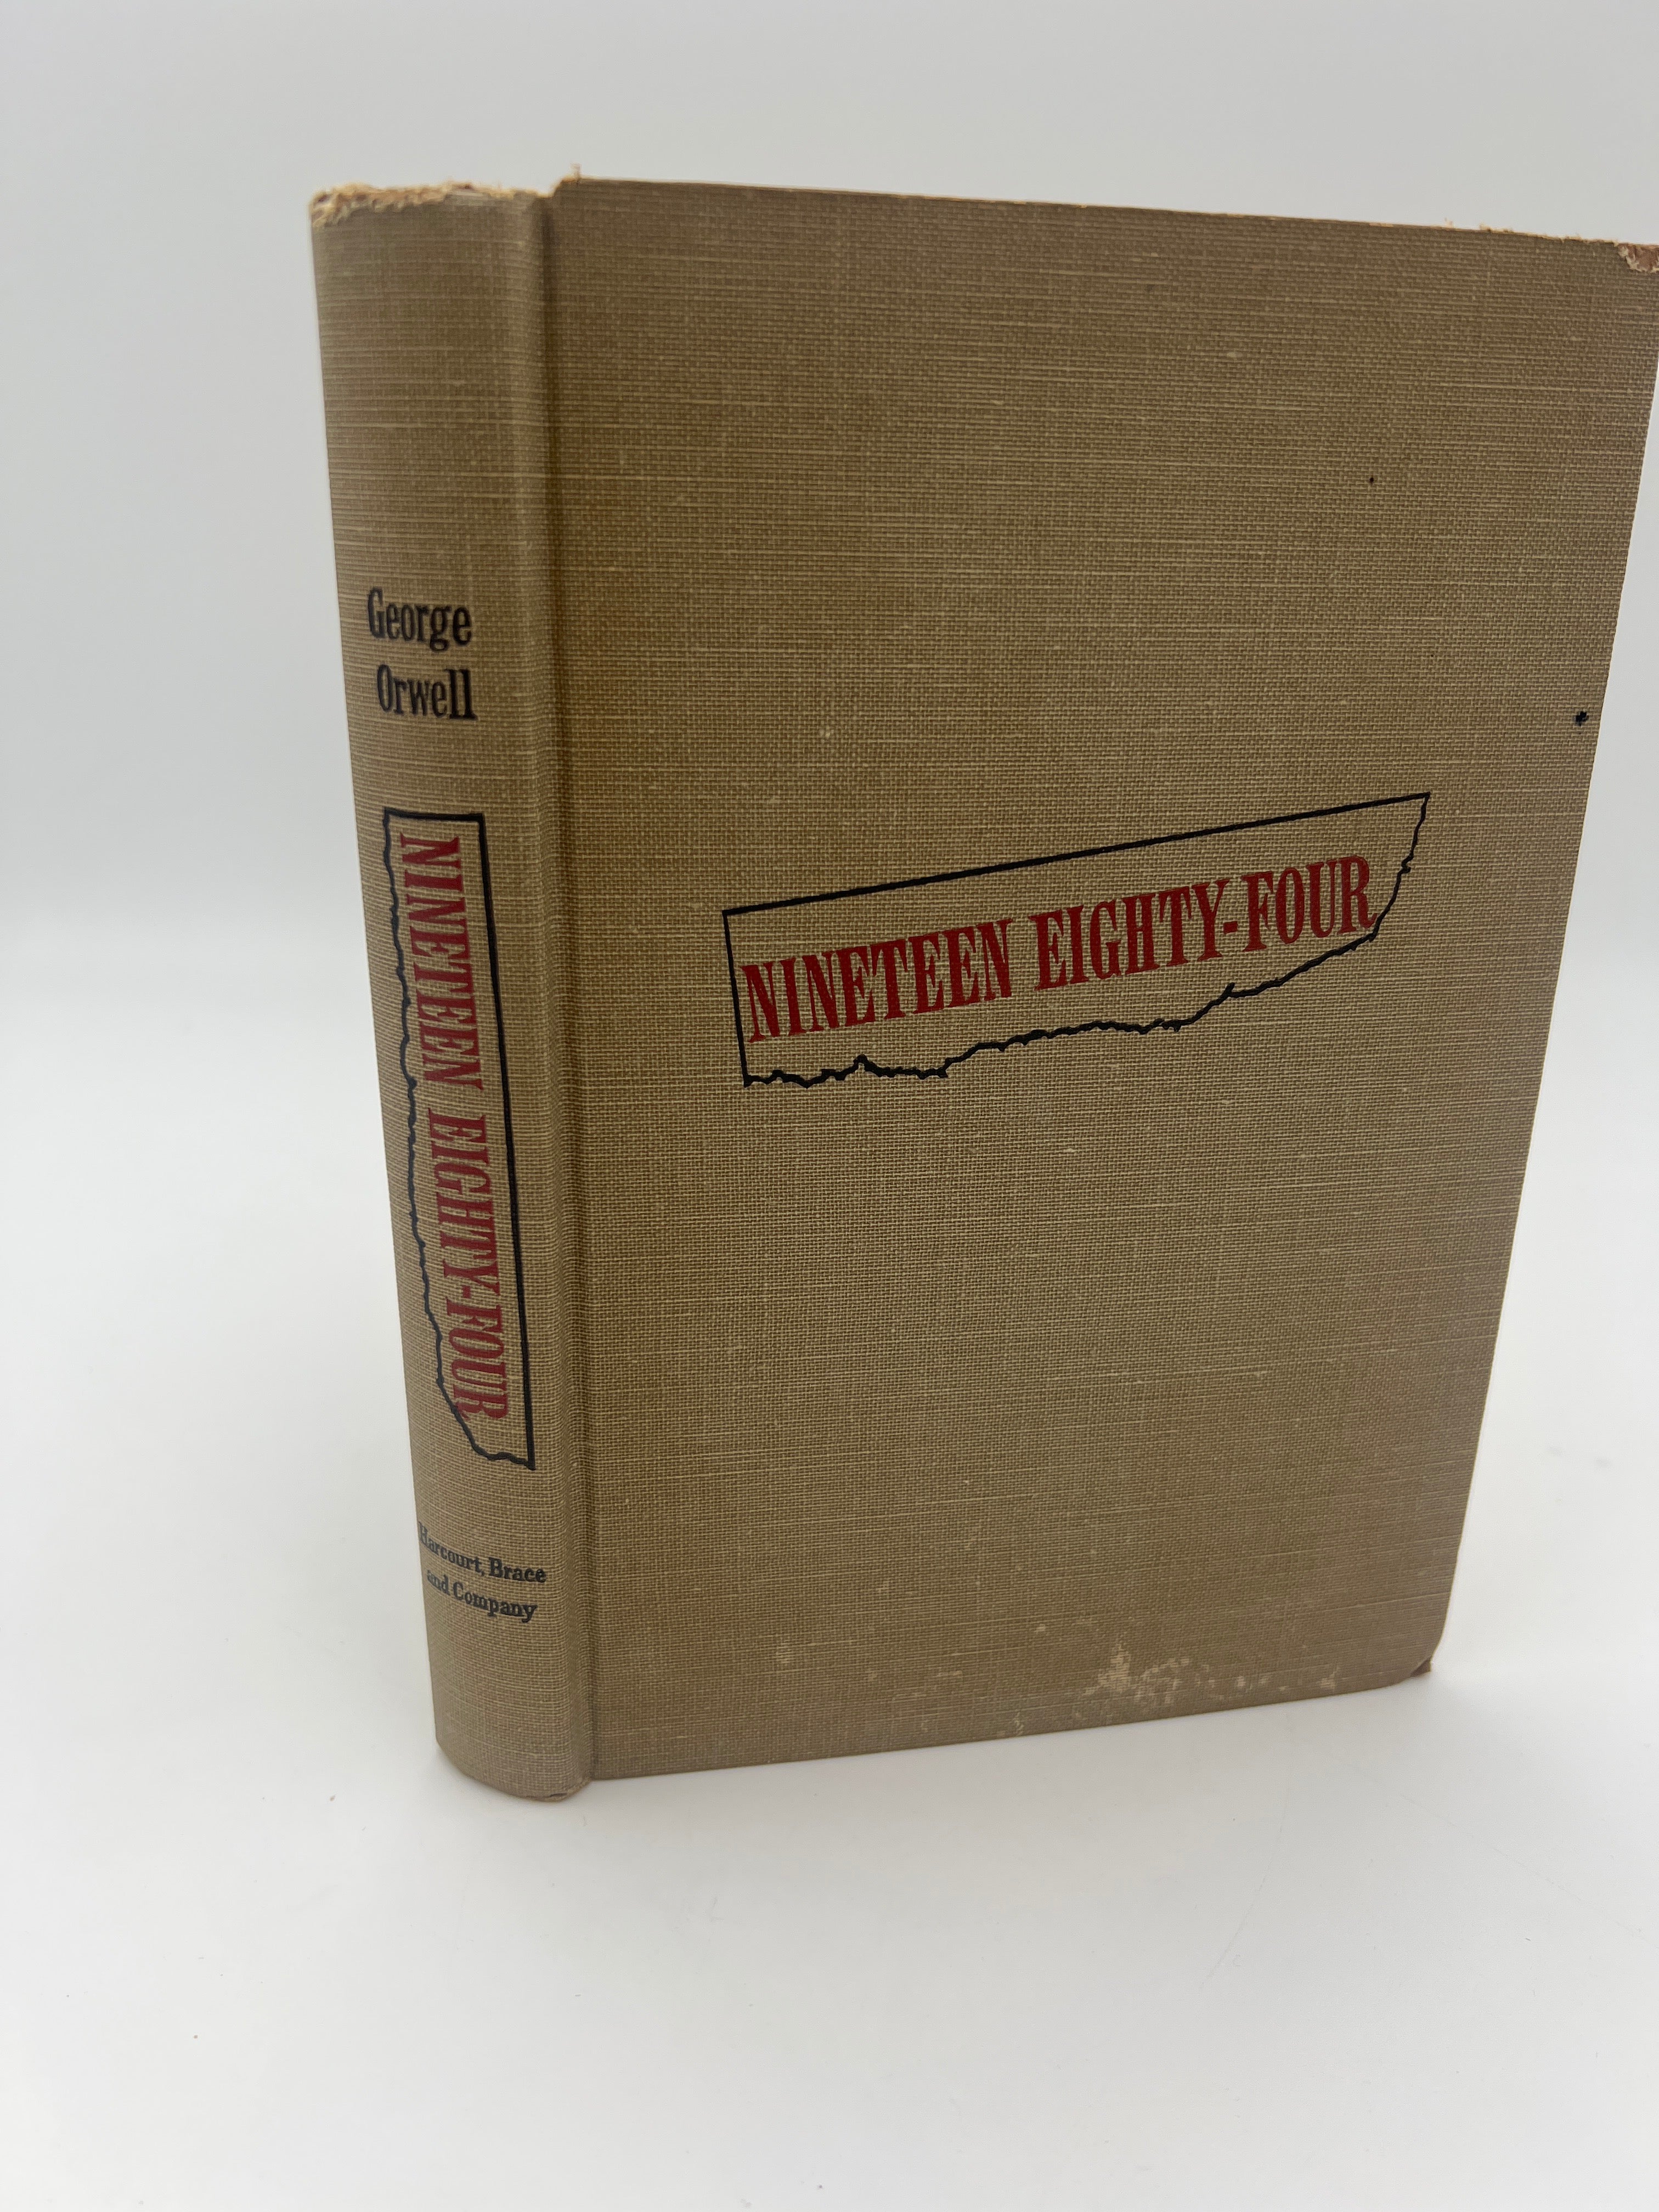 George
Orwell
NINETEEN EIGHTY-FOUR
Harcourt, Brace
and Company
NINETEEN EIGHTY-FOUR